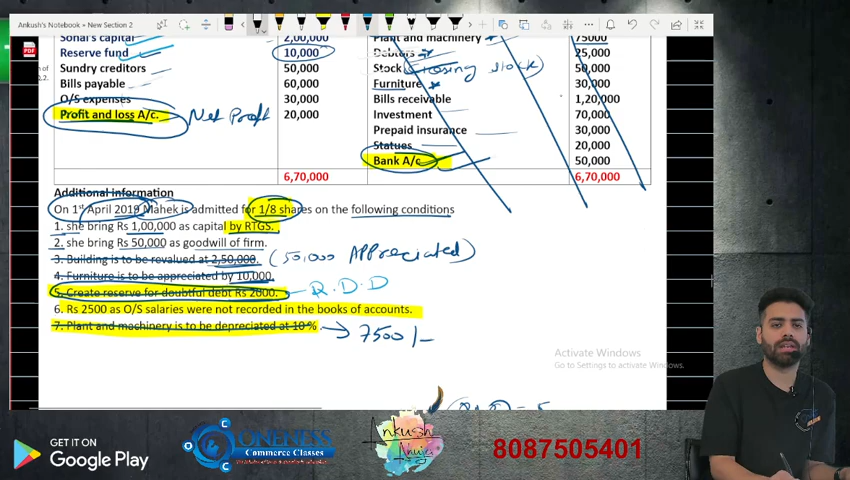 Ankush's Notebook » New Section 2
Sonal's capital 2,00,000 Plant and machinery 75000
Reserve fund 10,000 Debtors 25,000
Sundry creditors 50,000 Stock (closing stock) 50,000
Bills payable 60,000 Furniture 30,000
O/S expenses 30,000 Bills receivable 1,20,000
Profit and loss A/c. Net Profit 20,000 Investment 70,000
Prepaid insurance 30,000
Statues 20,000
Bank A/c 50,000
6,70,000 6,70,000
Additional information
On 1st April 2019 Mahek is admitted for 1/8 shares on the following conditions
1. she bring Rs 1,00,000 as capital by RTGS.
2. she bring Rs 50,000 as goodwill of firm.
3. Building is to be revalued at 2,50,000. (50,000 Appreciated)
4. Furniture is to be appreciated by 10,000.
5. Create reserve for doubtful debt Rs 2000. R.D.D
6. Rs 2500 as O/S salaries were not recorded in the books of accounts.
7. Plant and machinery is to be depreciated at 10 % → 7500/-
Activate Windows
Go to Settings to activate Windows.
GET IT ON
Google Play
ONENESS
Commerce Classes
Ankush
8087505401